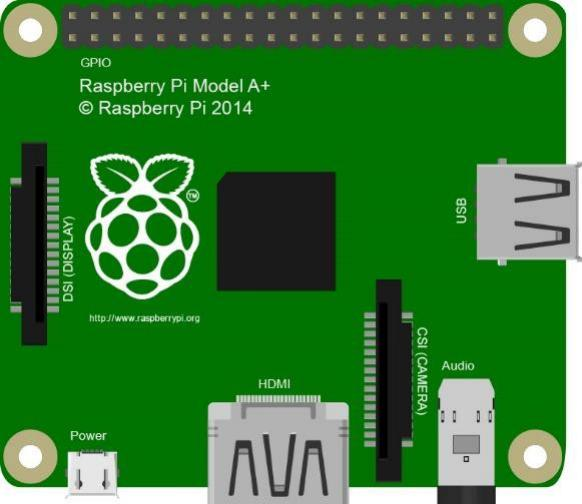 GPIO
Raspberry Pi Model A+
© Raspberry Pi 2014
TM
DSI (DISPLAY)
USB
http://www.raspberrypi.org
CSI (CAMERA)
Audio
HDMI
Power